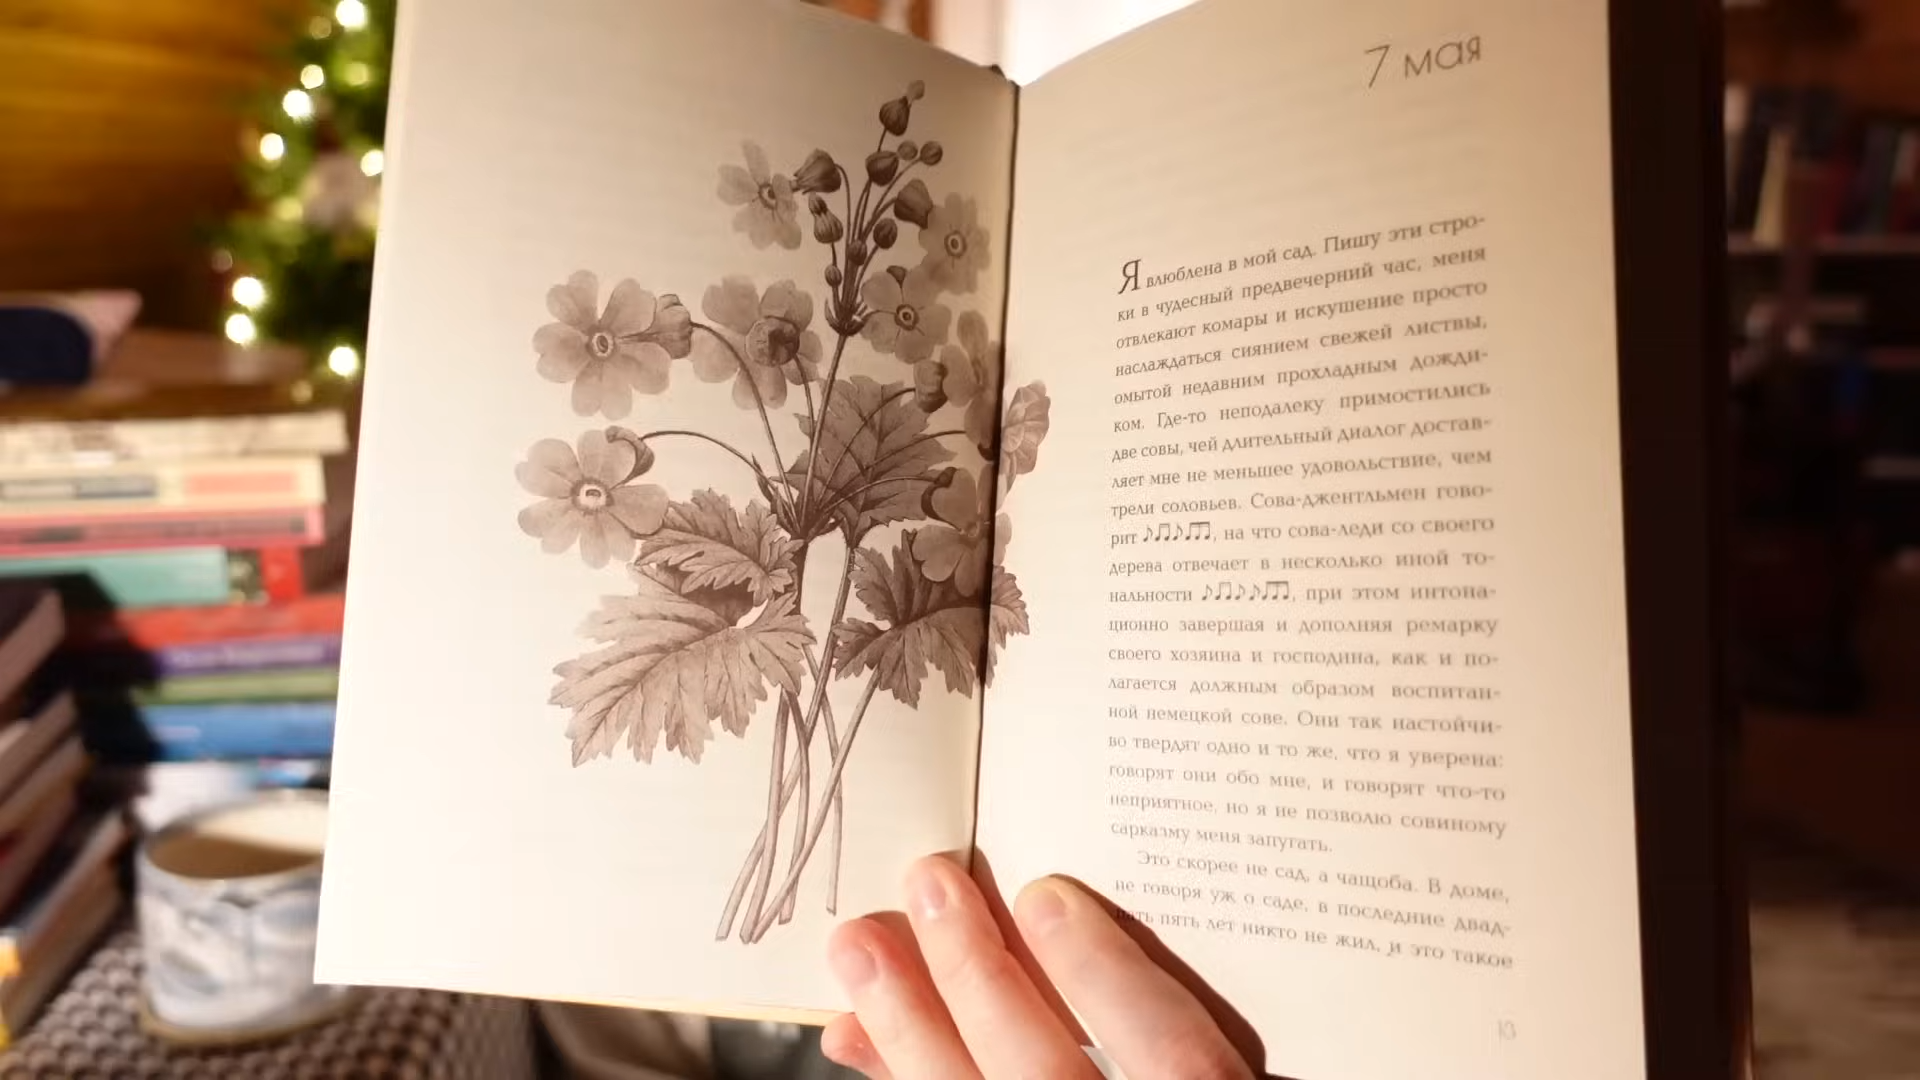 7 мая
Я влюблена в мой сад. Пишу эти стро-
ки в чудесный предвечерний час, меня
отвлекают комары и искушение просто
наслаждаться сиянием свежей листвы,
омытой недавним прохладным дожди-
ком. Где-то неподалеку примостились
две совы, чей длительный диалог достав-
ляет мне не меньшее удовольствие, чем
трели соловьев. Сова-джентльмен гово-
рит ♪♫♪♫, на что сова-леди со своего
дерева отвечает в несколько иной то-
нальности ♪♫♪♪♫, при этом интона-
ционно завершая и дополняя ремарку
своего хозяина и господина, как и по-
лагается должным образом воспитан-
ной немецкой сове. Они так настойчи-
во твердят одно и то же, что я уверена:
говорят они обо мне, и говорят что-то
неприятное, но я не позволю совиному
сарказму меня запугать.
Это скорее не сад, а чащоба. В доме,
не говоря уж о саде, в последние двад-
цать пять лет никто не жил, и это такое
13